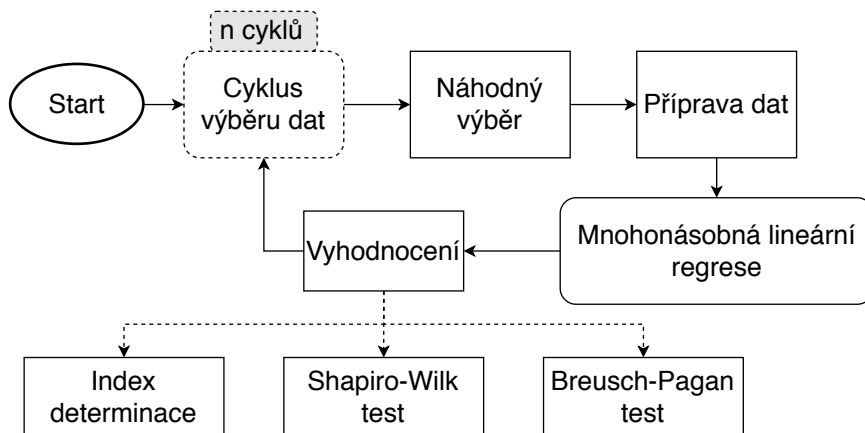 n cyklů
Start
Cyklus
výběru dat
Náhodný
výběr
Příprava dat
Mnohonásobná lineární
regrese
Vyhodnocení
Index
determinace
Shapiro-Wilk
test
Breusch-Pagan
test